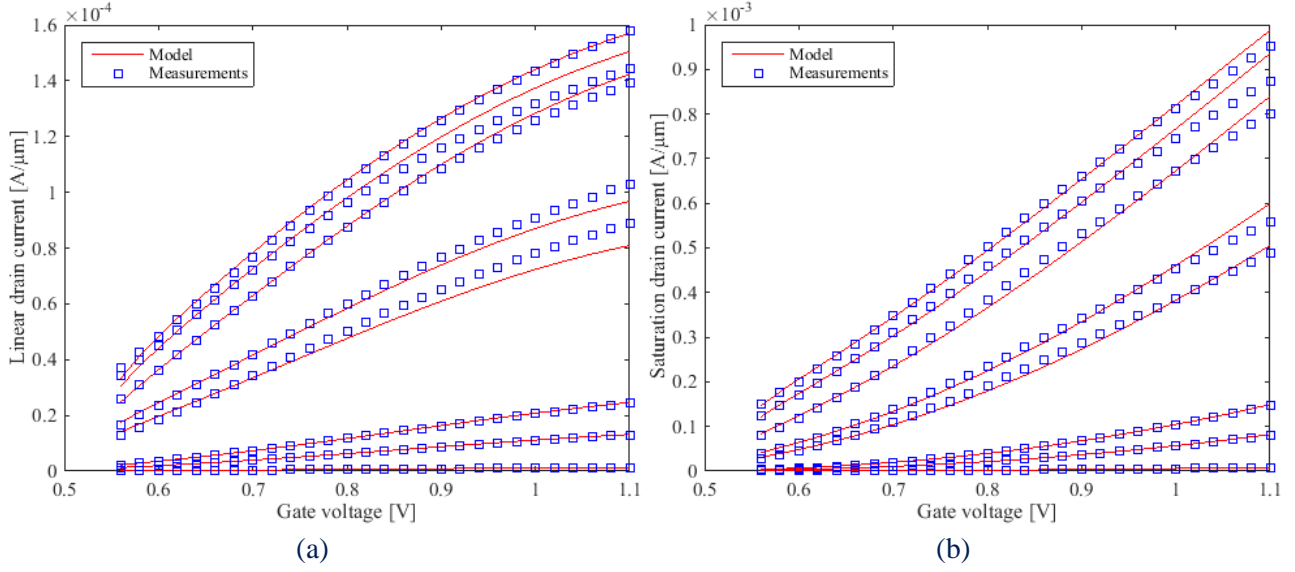 ×10⁻⁴
1.6
1.4
1.2
1
0.8
0.6
0.4
0.2
0
Linear drain current [A/μm]
Model
Measurements
0.5 0.6 0.7 0.8 0.9 1 1.1
Gate voltage [V]
(a)
×10⁻³
1
0.9
0.8
0.7
0.6
0.5
0.4
0.3
0.2
0.1
0
Saturation drain current [A/μm]
Model
Measurements
0.5 0.6 0.7 0.8 0.9 1 1.1
Gate voltage [V]
(b)